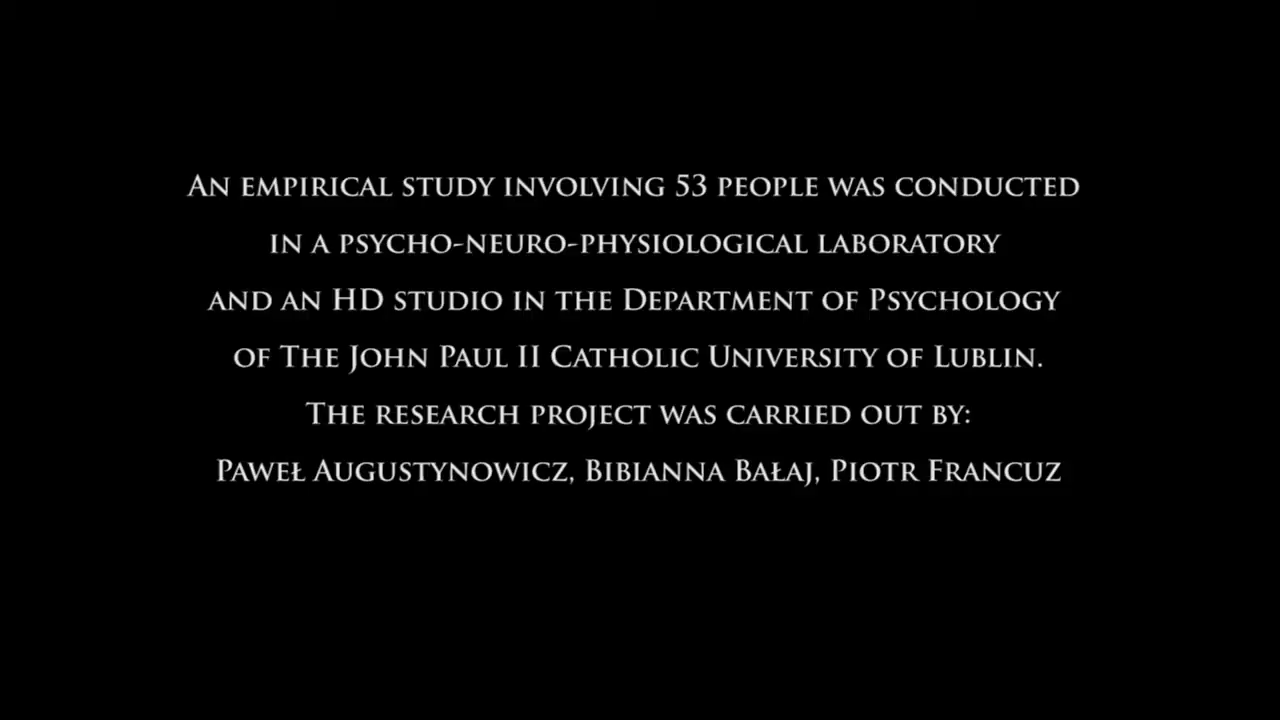 An empirical study involving 53 people was conducted
in a psycho-neuro-physiological laboratory
and an HD studio in the Department of Psychology
of The John Paul II Catholic University of Lublin.
The research project was carried out by:
Paweł Augustynowicz, Bibianna Bałaj, Piotr Francuz